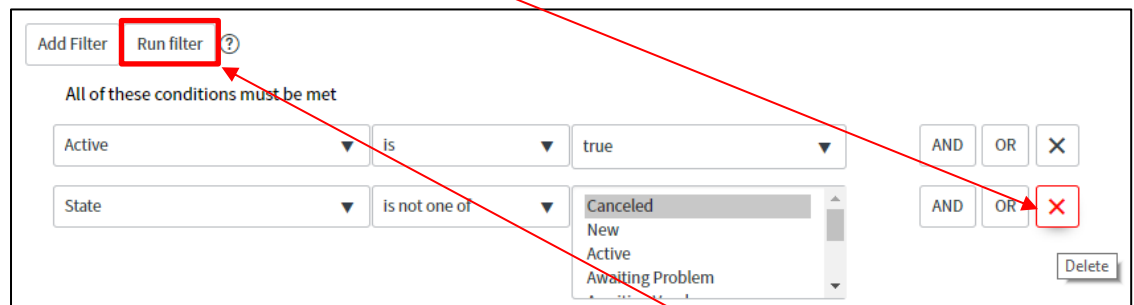 Add Filter Run filter ?
All of these conditions must be met
Active is true AND OR
State is not one of Canceled AND OR
New
Active
Awaiting Problem
Delete